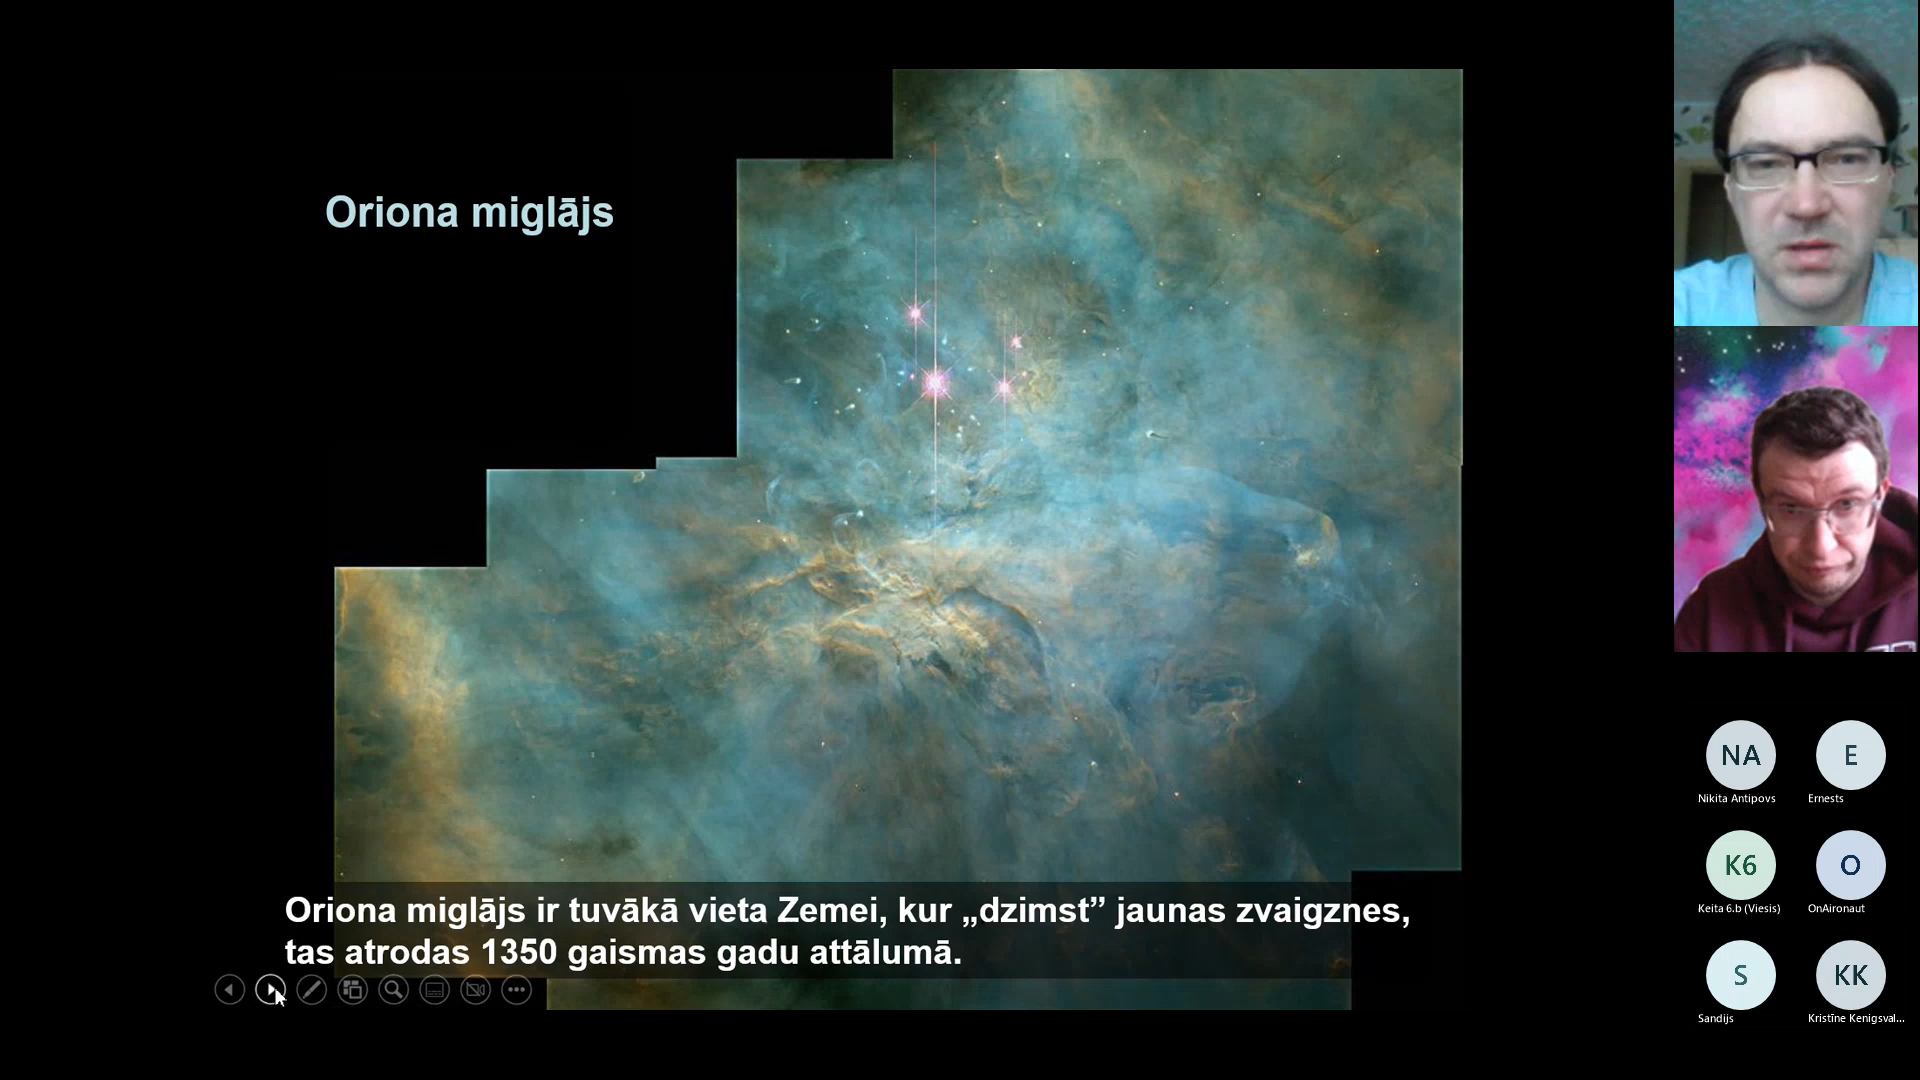 Oriona miglājs
Oriona miglājs ir tuvākā vieta Zemei, kur „dzimst” jaunas zvaigznes,
tas atrodas 1350 gaismas gadu attālumā.
NA
Nikita Antipovs
E
Ernests
K6
Keita 6.b (Viesis)
O
OnAironaut
S
Sandijs
KK
Kristīne Kenigsval...